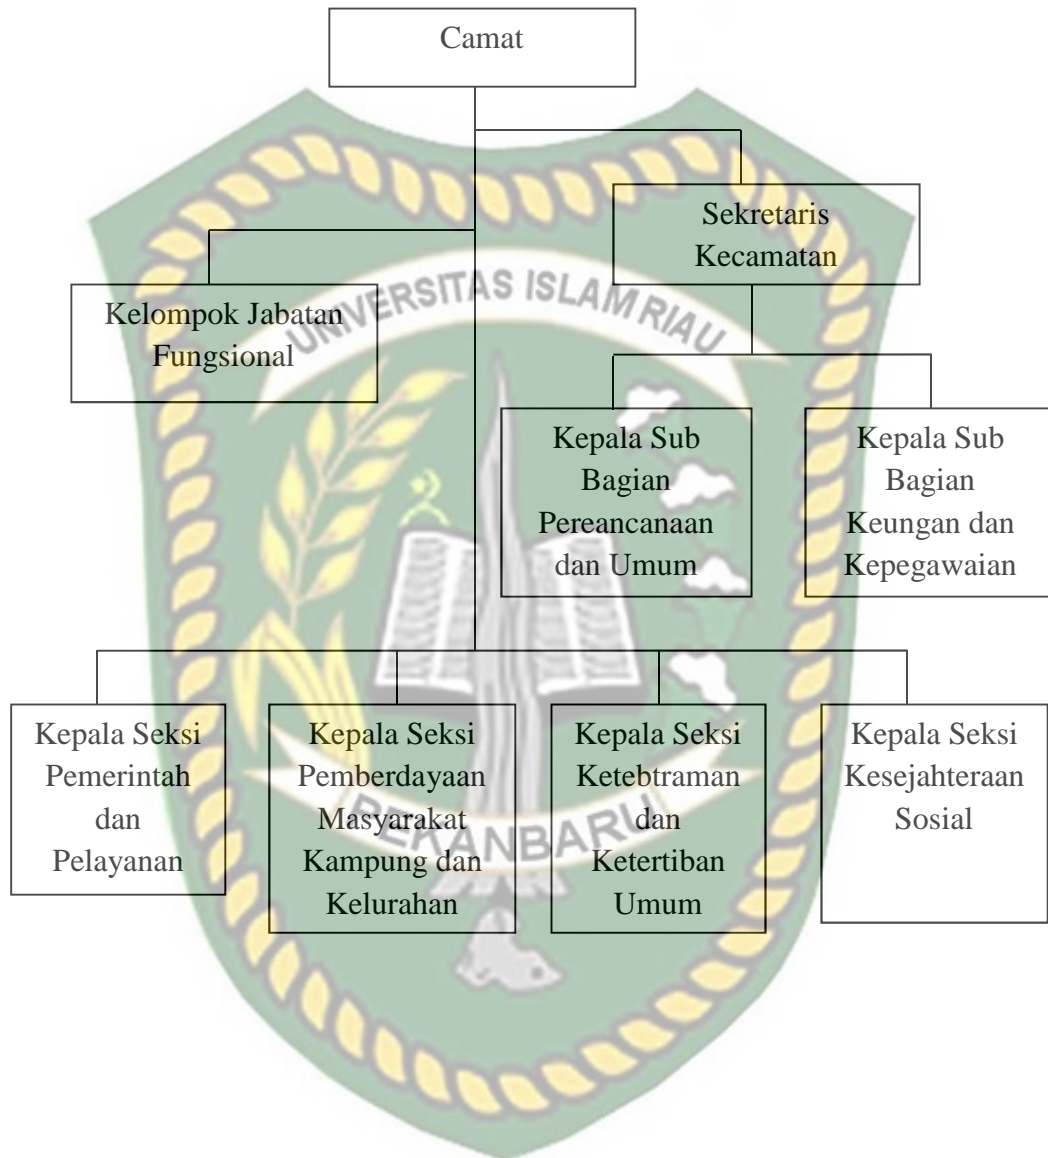 Camat
Sekretaris
Kecamatan
Kelompok Jabatan
Fungsional
UNIVERSITAS ISLAM RIAU
Kepala Sub
Bagian
Pereancanaan
dan Umum
Kepala Sub
Bagian
Keungan dan
Kepegawaian
Kepala Seksi
Pemerintah
dan
Pelayanan
Kepala Seksi
Pemberdayaan
Masyarakat
Kampung dan
Kelurahan
Kepala Seksi
Ketebtraman
dan
Ketertiban
Umum
Kepala Seksi
Kesejahteraan
Sosial
PEKANBARU